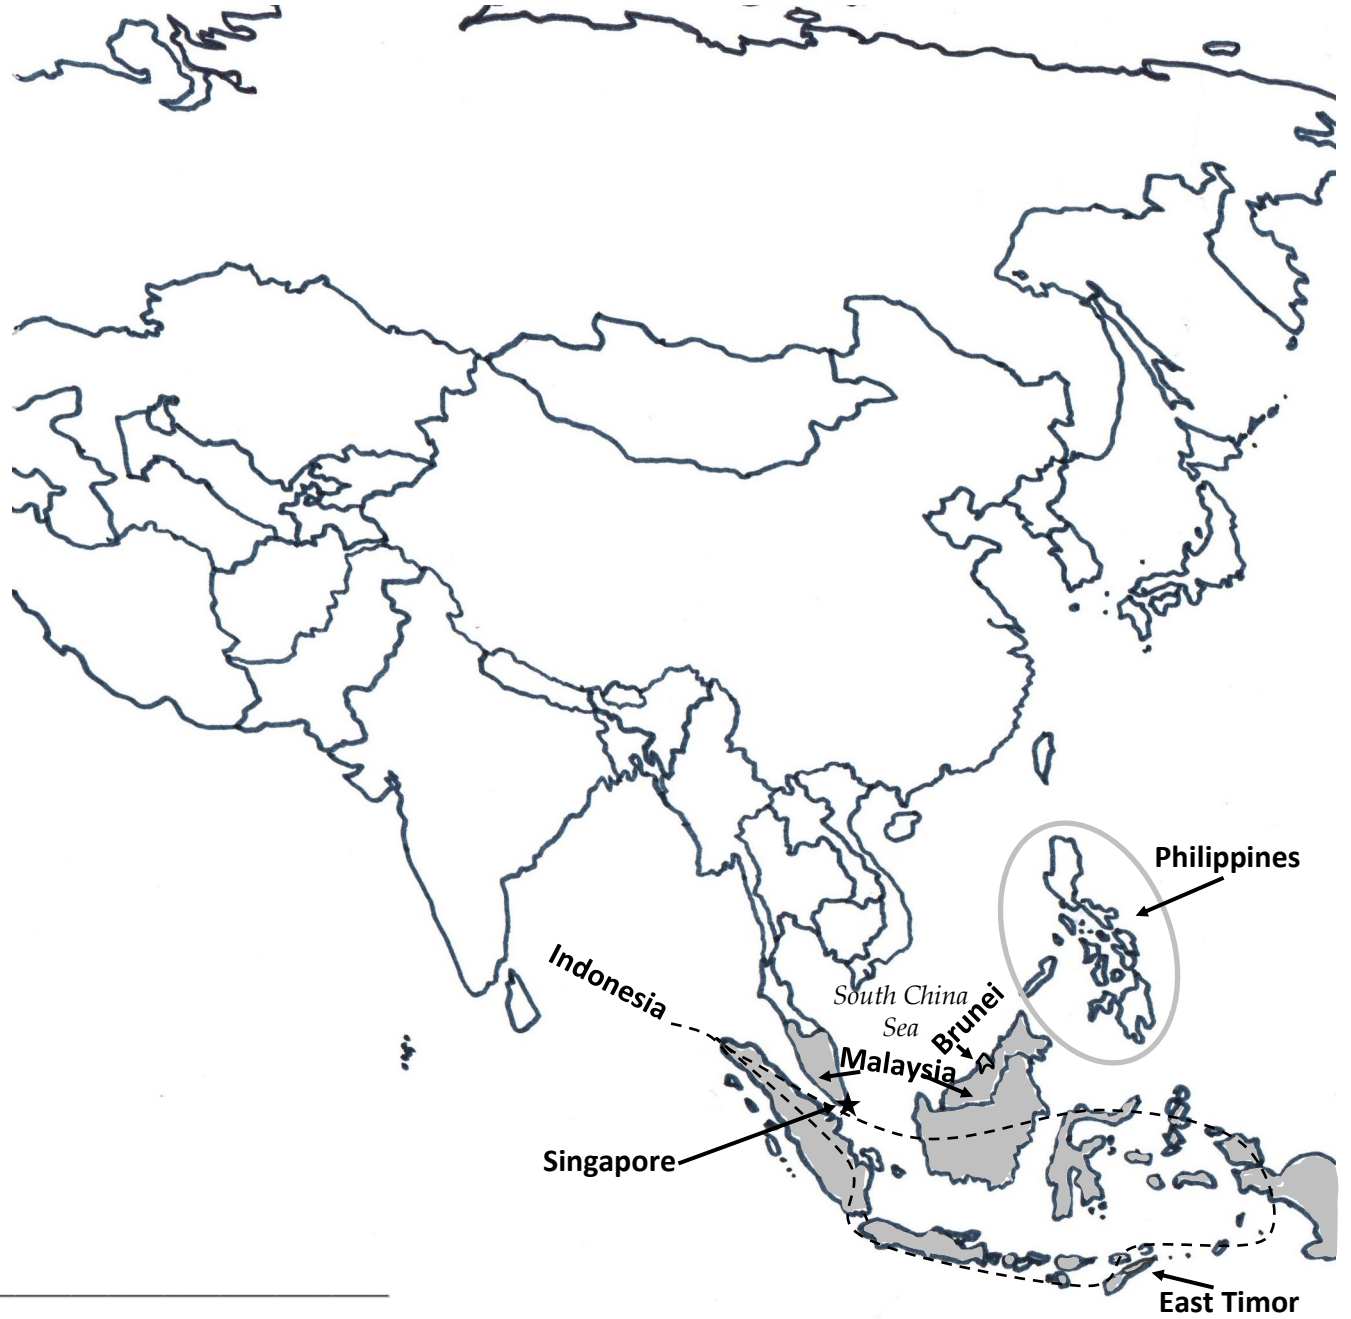 Philippines
Indonesia
South China
Sea
Brunei
Malaysia
Singapore
East Timor